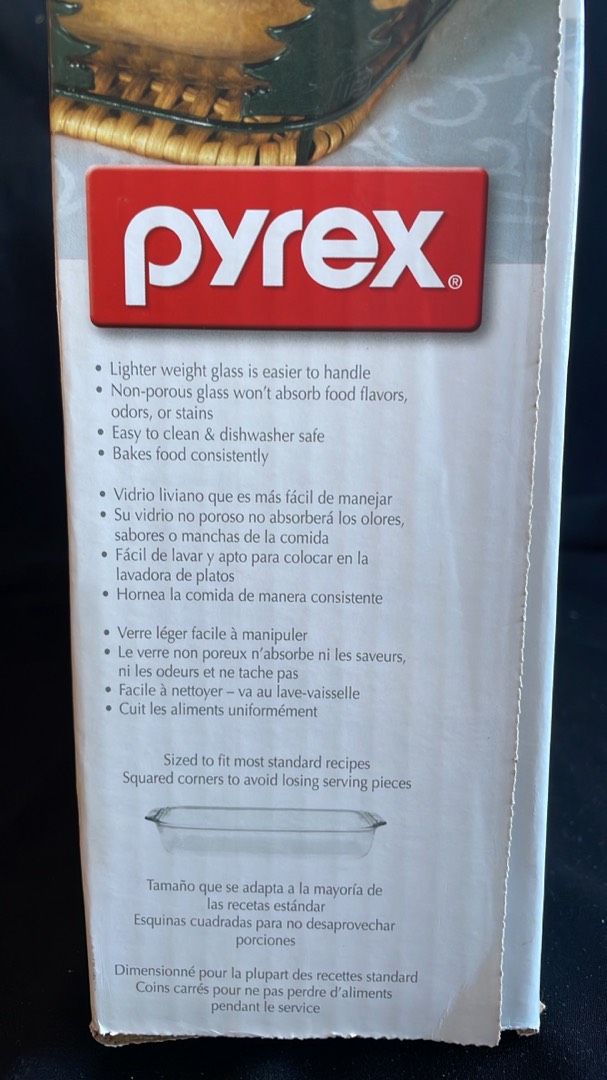 pyrex®
• Lighter weight glass is easier to handle
• Non-porous glass won't absorb food flavors,
odors, or stains
• Easy to clean & dishwasher safe
• Bakes food consistently
• Vidrio liviano que es más fácil de manejar
• Su vidrio no poroso no absorberá los olores,
sabores o manchas de la comida
• Fácil de lavar y apto para colocar en la
lavadora de platos
• Hornea la comida de manera consistente
• Verre léger facile à manipuler
• Le verre non poreux n'absorbe ni les saveurs,
ni les odeurs et ne tache pas
• Facile à nettoyer – va au lave-vaisselle
• Cuit les aliments uniformément
Sized to fit most standard recipes
Squared corners to avoid losing serving pieces
Tamaño que se adapta a la mayoría de
las recetas estándar
Esquinas cuadradas para no desaprovechar
porciones
Dimensionné pour la plupart des recettes standard
Coins carrés pour ne pas perdre d'aliments
pendant le service